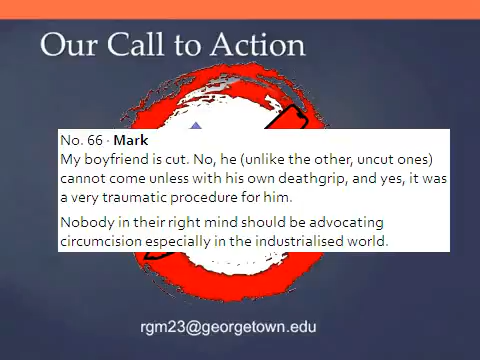 Our Call to Action
No. 66 · Mark
My boyfriend is cut. No, he (unlike the other, uncut ones)
cannot come unless with his own deathgrip, and yes, it was
a very traumatic procedure for him.
Nobody in their right mind should be advocating
circumcision especially in the industrialised world.
rgm23@georgetown.edu